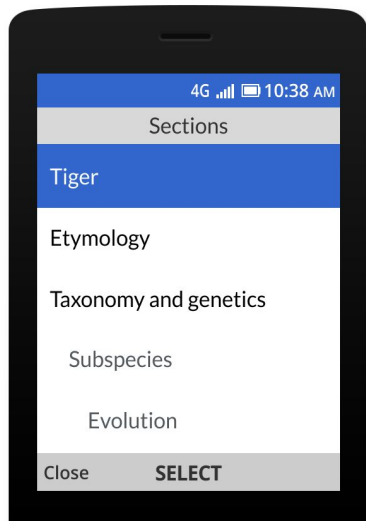 4G 10:38 AM
Sections
Tiger
Etymology
Taxonomy and genetics
Subspecies
Evolution
Close SELECT